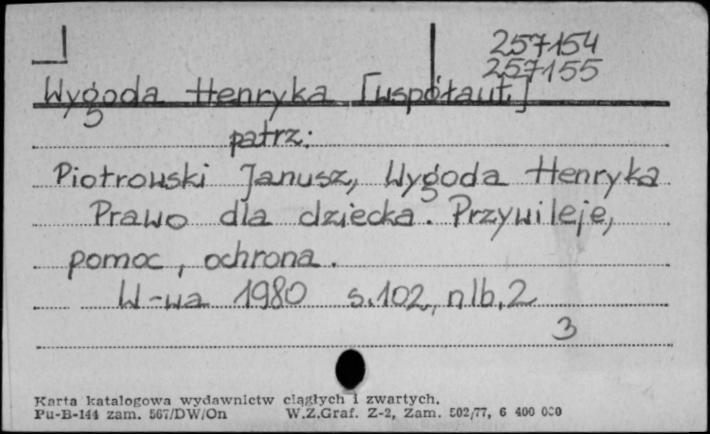 257154
257155
Wygoda Henryka [współaut.]
patrz:
Piotrowski Janusz, Wygoda Henryka
Prawo dla dziecka. Przywileje,
pomoc, ochrona.
W-wa 1980 s.102, nlb.2
3
Karta katalogowa wydawnictw ciągłych i zwartych.
Pu-B-144 zam. 567/DW/On W.Z.Graf. Z-2, Zam. 502/77, 6 400 000